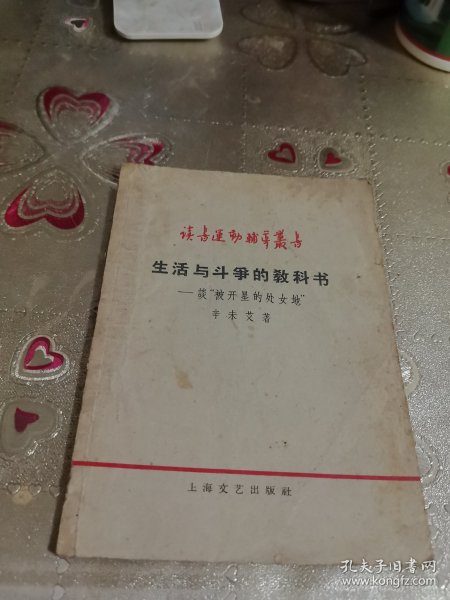 读书运动辅导丛书
生活与斗爭的教科书
——談“被开垦的处女地”
辛未艾著
上海文艺出版社
孔夫子旧书网
www.kongfz.com